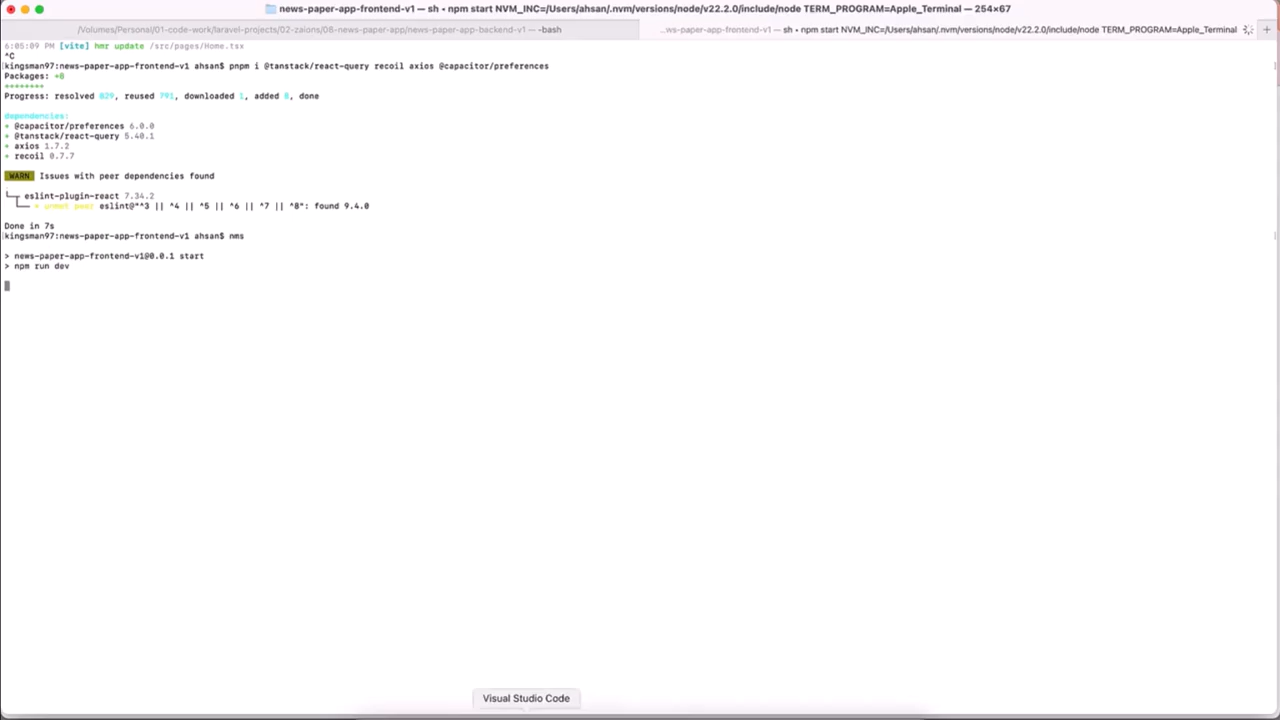 news-paper-app-frontend-v1 — sh ◂ npm start NVM_INC=/Users/ahsan/.nvm/versions/node/v22.2.0/include/node TERM_PROGRAM=Apple_Terminal — 254×67
/Volumes/Personal/01-code-work/laravel-projects/02-zaions/08-news-paper-app/news-paper-app-backend-v1 — -bash
...ws-paper-app-frontend-v1 — sh ◂ npm start NVM_INC=/Users/ahsan/.nvm/versions/node/v22.2.0/include/node TERM_PROGRAM=Apple_Terminal
6:05:09 PM [vite] hmr update /src/pages/Home.tsx
^C
kingsman97:news-paper-app-frontend-v1 ahsan$ pnpm i @tanstack/react-query recoil axios @capacitor/preferences
Packages: +8
++++++++
Progress: resolved 829, reused 791, downloaded 1, added 8, done
dependencies:
+ @capacitor/preferences 6.0.0
+ @tanstack/react-query 5.40.1
+ axios 1.7.2
+ recoil 0.7.7
WARN Issues with peer dependencies found
└─┬ eslint-plugin-react 7.34.2
└── ✕ unmet peer eslint@"^3 || ^4 || ^5 || ^6 || ^7 || ^8": found 9.4.0
Done in 7s
kingsman97:news-paper-app-frontend-v1 ahsan$ nms
> news-paper-app-frontend-v1@0.0.1 start
> npm run dev
Visual Studio Code